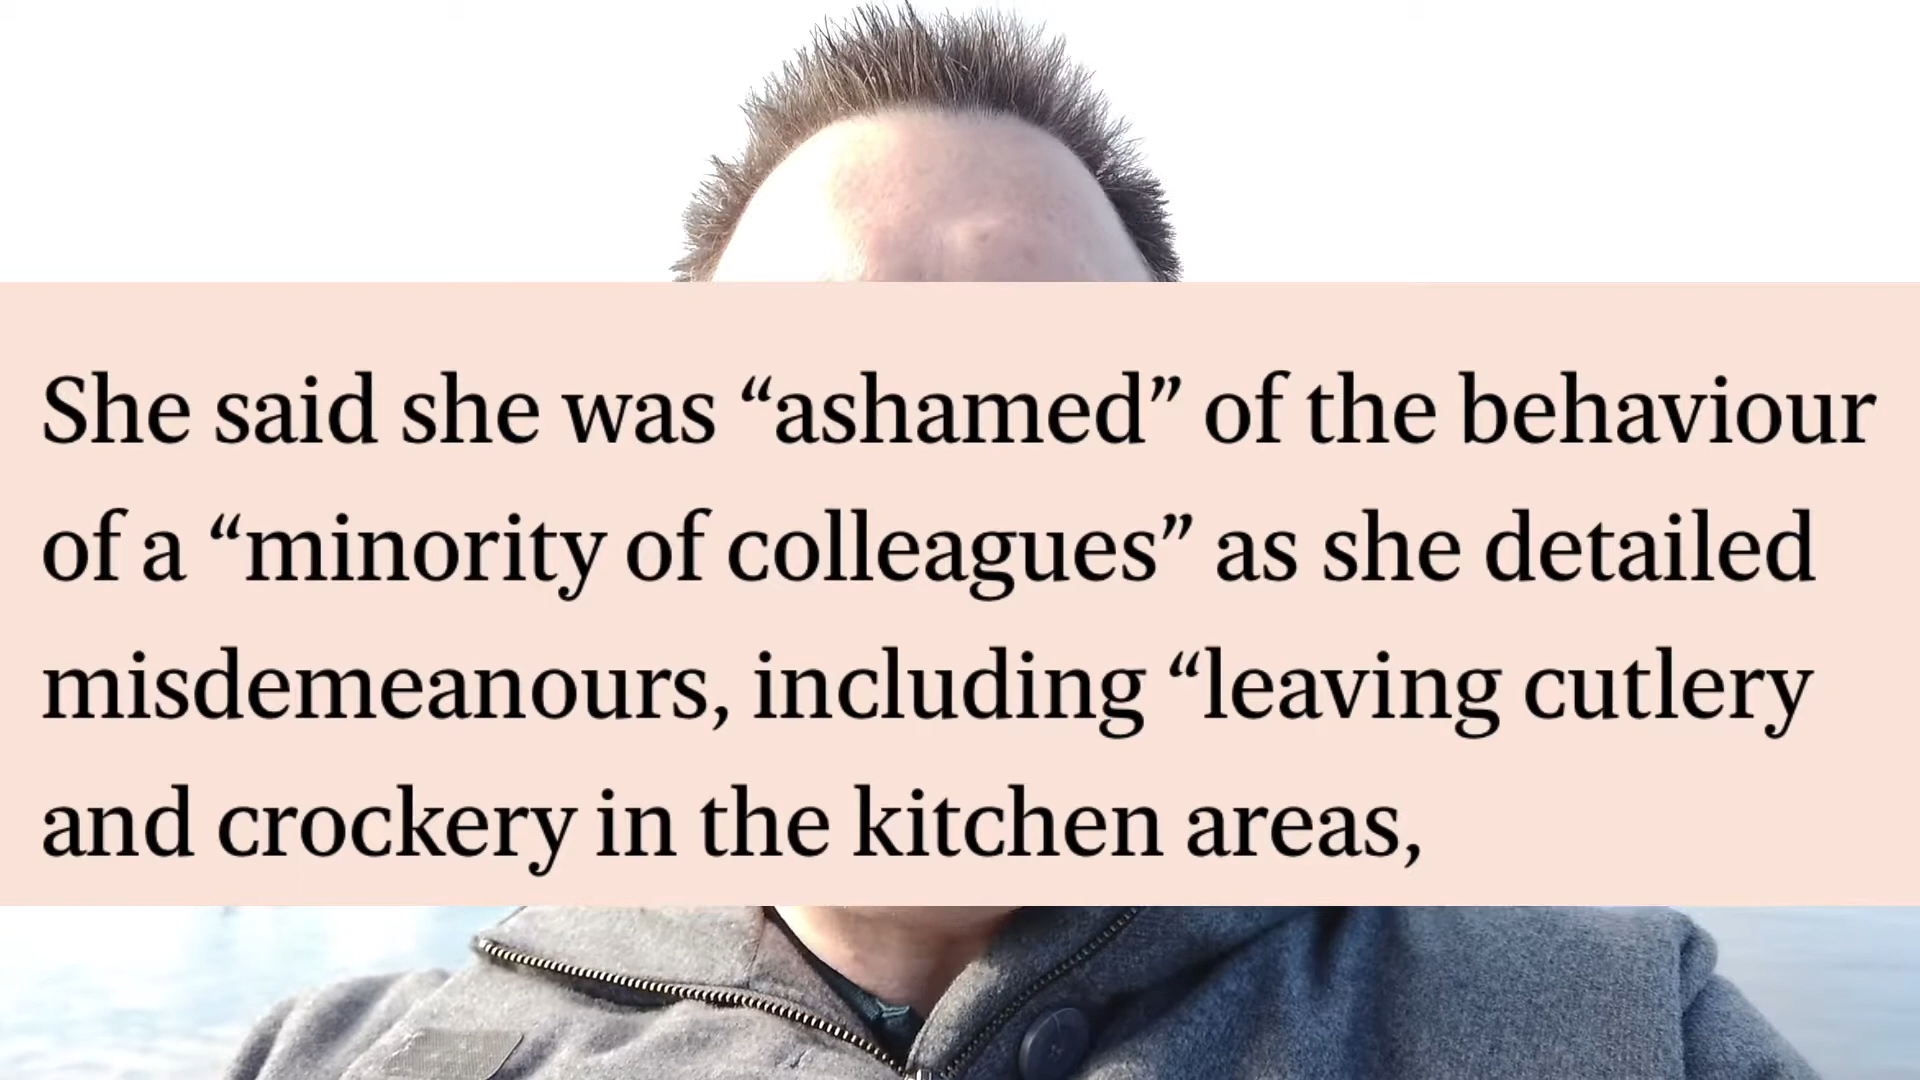 She said she was “ashamed” of the behaviour
of a “minority of colleagues” as she detailed
misdemeanours, including “leaving cutlery
and crockery in the kitchen areas,